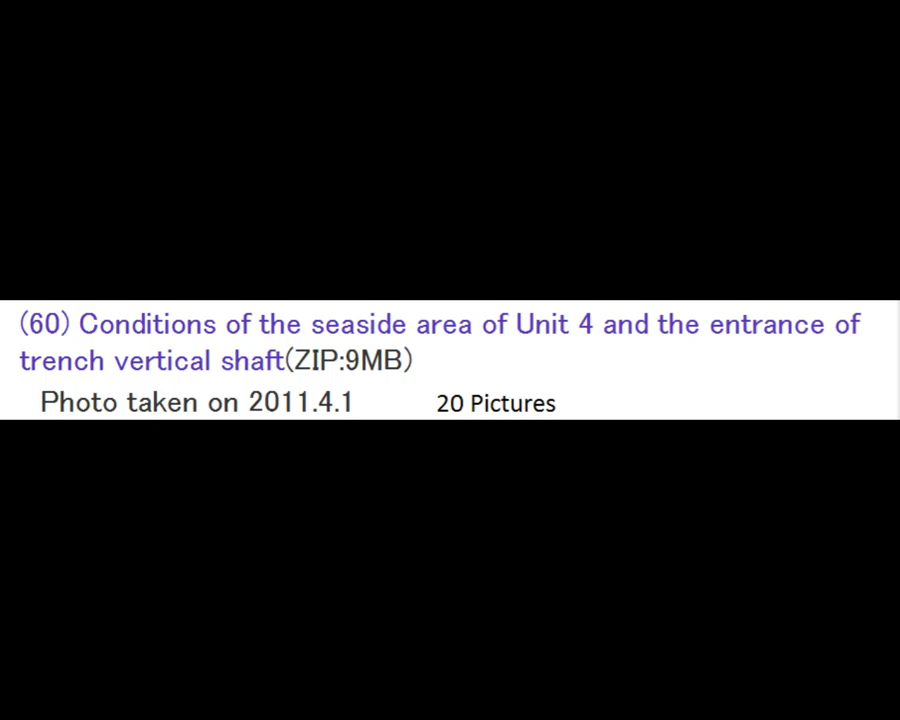 (60) Conditions of the seaside area of Unit 4 and the entrance of
trench vertical shaft(ZIP:9MB)
Photo taken on 2011.4.1 20 Pictures